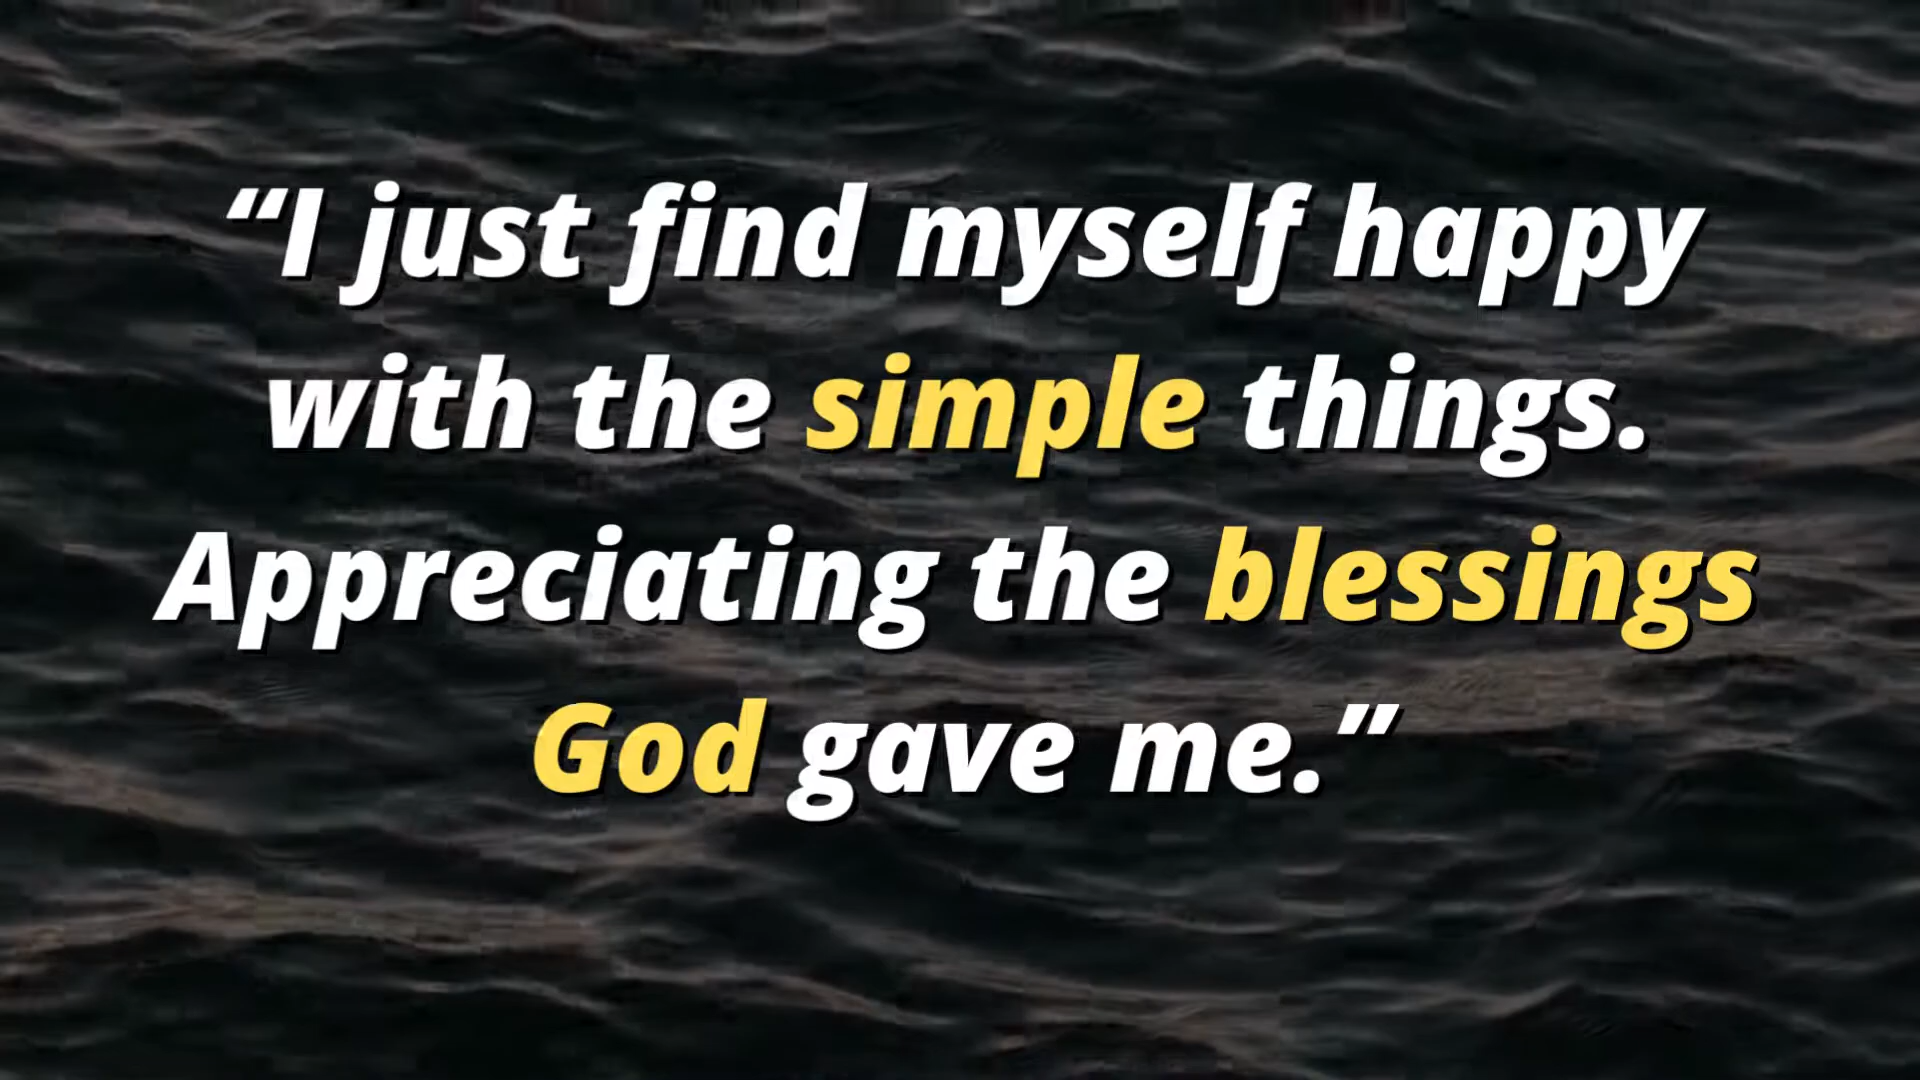 “I just find myself happy
with the simple things.
Appreciating the blessings
God gave me.”